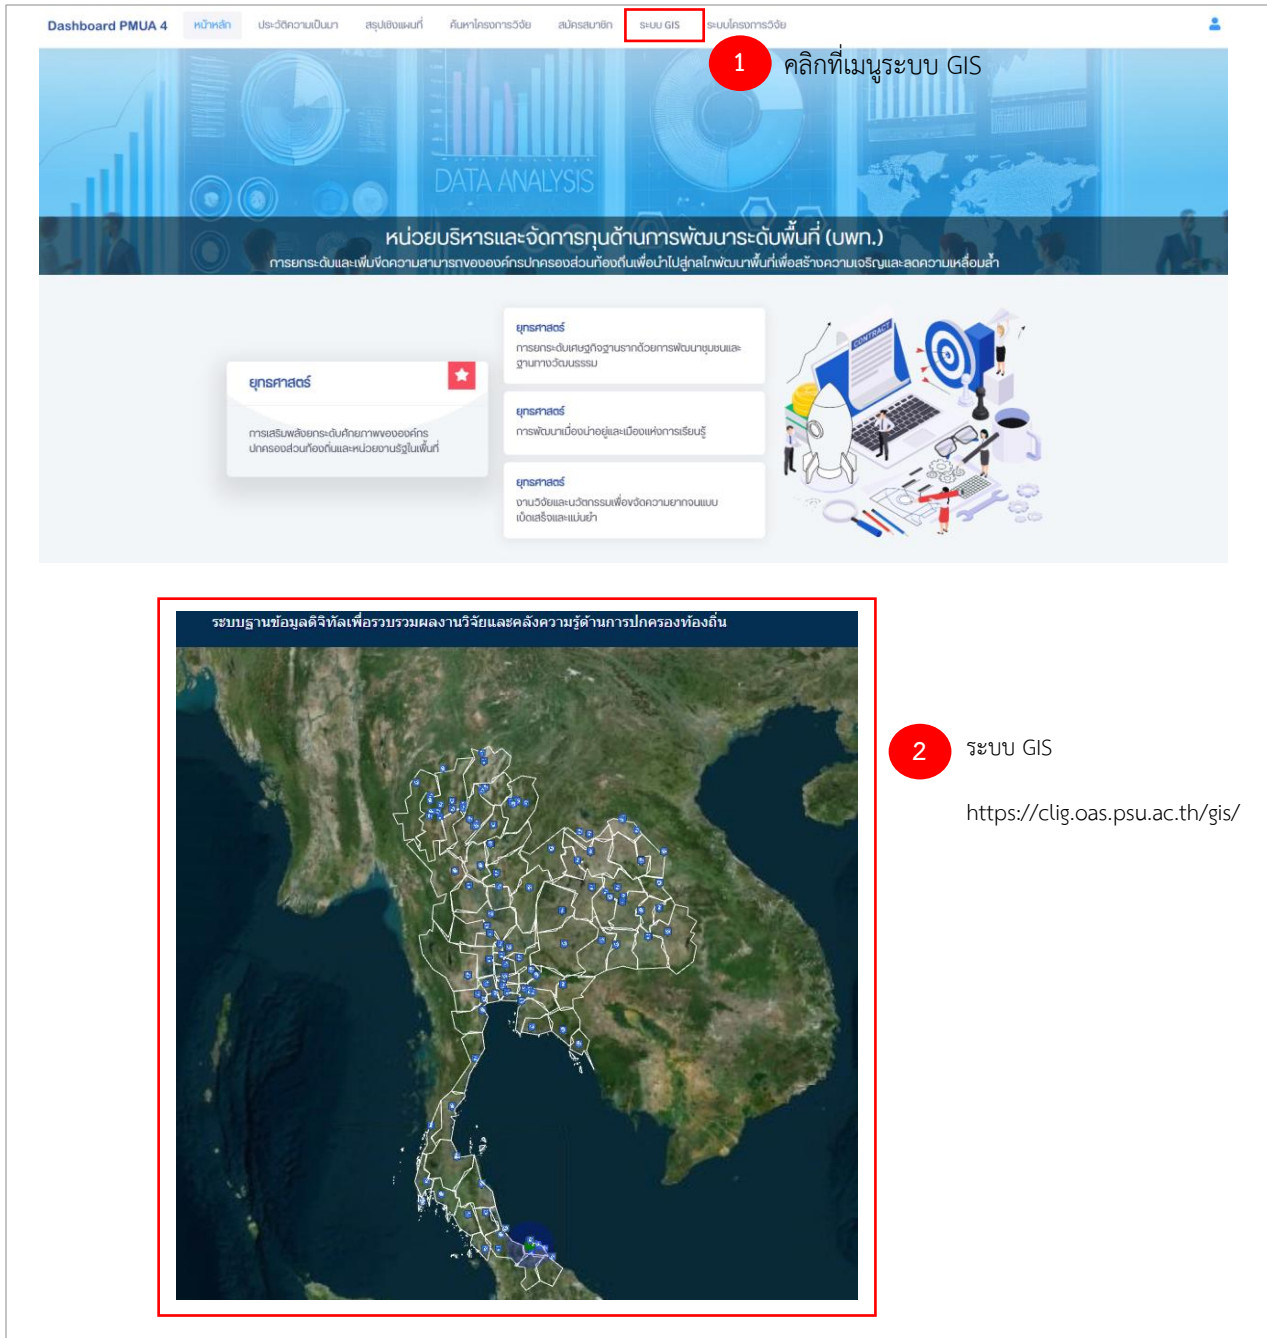 Dashboard PMUA 4 หน้าหลัก ประวัติความเป็นมา สรุปเชิงแผนที่ ค้นหาโครงการวิจัย สมัครสมาชิก ระบบ GIS ระบบโครงการวิจัย
1 คลิกที่เมนูระบบ GIS
DATA ANALYSIS
หน่วยบริหารและจัดการทุนด้านการพัฒนาระดับพื้นที่ (บพท.)
การยกระดับและเพิ่มขีดความสามารถขององค์กรปกครองส่วนท้องถิ่นเพื่อนำไปสู่กลไกพัฒนาพื้นที่เพื่อสร้างความเจริญและลดความเหลื่อมล้ำ
ยุทธศาสตร์
การเสริมพลังยกระดับศักยภาพขององค์กร
ปกครองส่วนท้องถิ่นและหน่วยงานรัฐในพื้นที่
ยุทธศาสตร์
การยกระดับเศรษฐกิจฐานรากด้วยการพัฒนาชุมชนและ
ฐานทางวัฒนธรรม
ยุทธศาสตร์
การพัฒนาเมืองน่าอยู่และเมืองแห่งการเรียนรู้
ยุทธศาสตร์
งานวิจัยและนวัตกรรมเพื่อขจัดความยากจนแบบ
เบ็ดเสร็จและแม่นยำ
CONTRACT
ระบบฐานข้อมูลดิจิทัลเพื่อรวบรวมผลงานวิจัยและคลังความรู้ด้านการปกครองท้องถิ่น
2 ระบบ GIS
https://clig.oas.psu.ac.th/gis/